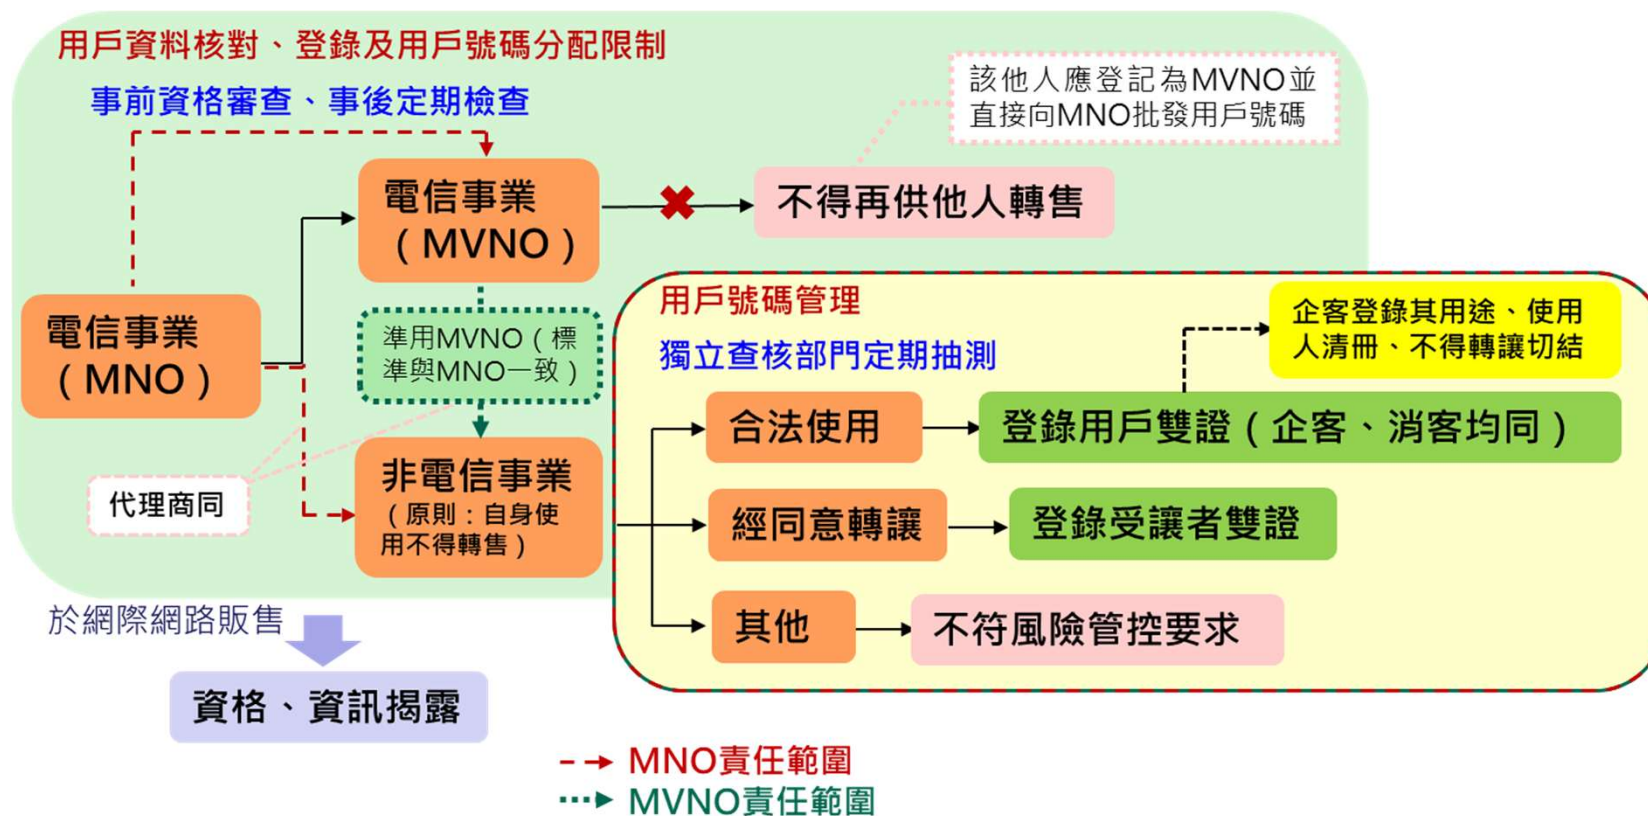 用戶資料核對、登錄及用戶號碼分配限制
事前資格審查、事後定期檢查
該他人應登記為MVNO並
直接向MNO批發用戶號碼
電信事業
（MVNO）
不得再供他人轉售
電信事業
（MNO）
準用MVNO（標
準與MNO一致）
代理商同
非電信事業
（原則：自身使
用不得轉售）
用戶號碼管理
獨立查核部門定期抽測
企客登錄其用途、使用
人清冊、不得轉讓切結
合法使用
登錄用戶雙證（企客、消客均同）
經同意轉讓
登錄受讓者雙證
其他
不符風險管控要求
於網際網路販售
資格、資訊揭露
MNO責任範圍
MVNO責任範圍